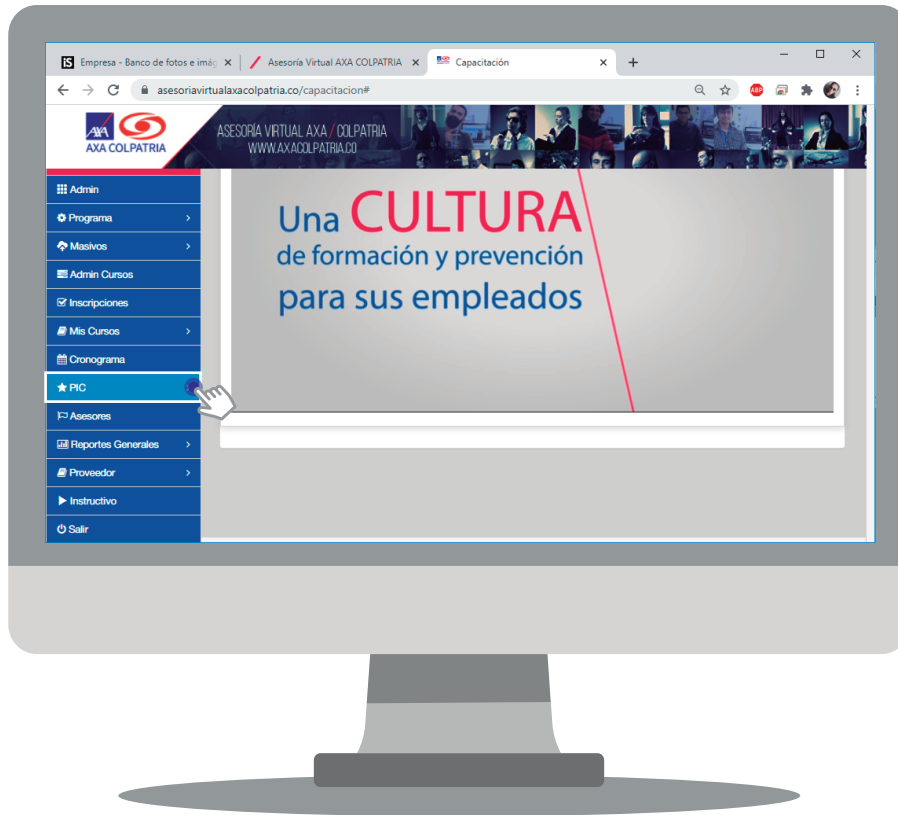 Empresa - Banco de fotos e imág
Asesoría Virtual AXA COLPATRIA
Capacitación
asesoriavirtualaxacolpatria.co/capacitacion#
ABP
AXA
AXA COLPATRIA
ASESORÍA VIRTUAL AXA / COLPATRIA
WWW.AXACOLPATRIA.CO
Admin
Programa
Masivos
Admin Cursos
Inscripciones
Mis Cursos
Cronograma
PIC
Asesores
Reportes Generales
Proveedor
Instructivo
Salir
Una CULTURA
de formación y prevención
para sus empleados